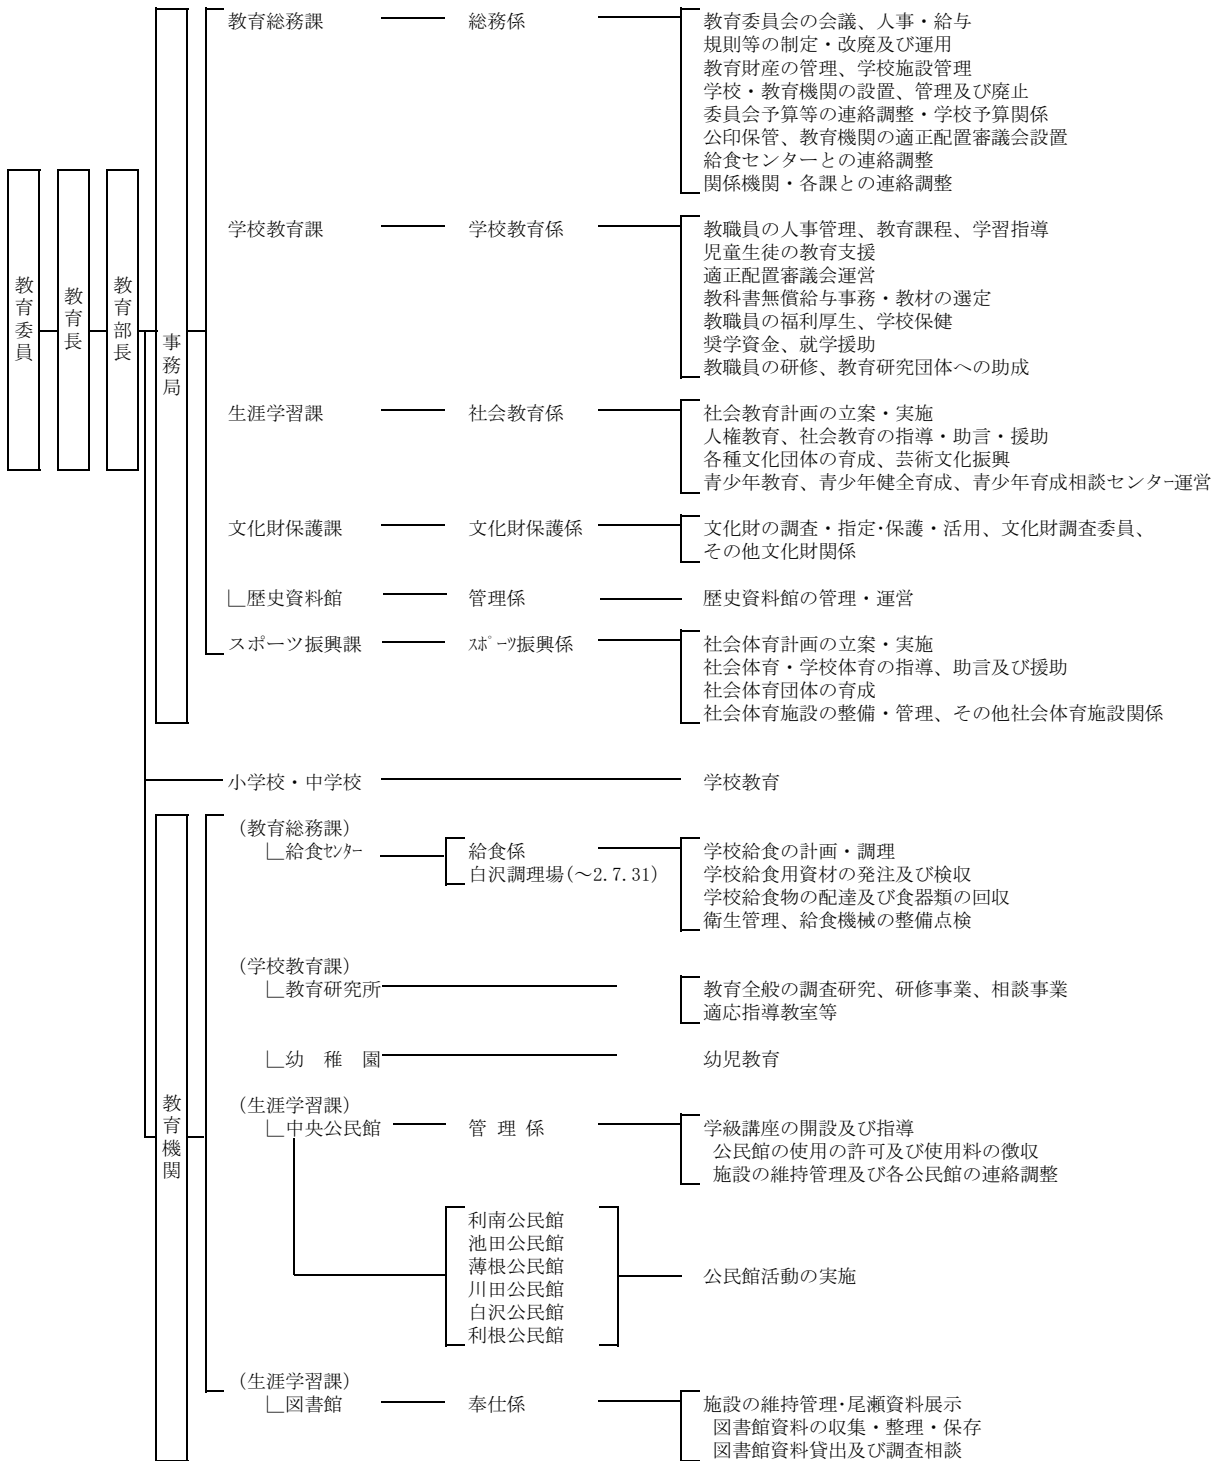 教育委員
教育長
教育部長
事務局
教育総務課 総務係 教育委員会の会議、人事・給与
規則等の制定・改廃及び運用
教育財産の管理、学校施設管理
学校・教育機関の設置、管理及び廃止
委員会予算等の連絡調整・学校予算関係
公印保管、教育機関の適正配置審議会設置
給食センターとの連絡調整
関係機関・各課との連絡調整
学校教育課 学校教育係 教職員の人事管理、教育課程、学習指導
児童生徒の教育支援
適正配置審議会運営
教科書無償給与事務・教材の選定
教職員の福利厚生、学校保健
奨学資金、就学援助
教職員の研修、教育研究団体への助成
生涯学習課 社会教育係 社会教育計画の立案・実施
人権教育、社会教育の指導・助言・援助
各種文化団体の育成、芸術文化振興
青少年教育、青少年健全育成、青少年育成相談センター運営
文化財保護課 文化財保護係 文化財の調査・指定・保護・活用、文化財調査委員、
その他文化財関係
歴史資料館 管理係 歴史資料館の管理・運営
スポーツ振興課 ｽﾎﾟｰﾂ振興係 社会体育計画の立案・実施
社会体育・学校体育の指導、助言及び援助
社会体育団体の育成
社会体育施設の整備・管理、その他社会体育施設関係
小学校・中学校 学校教育
教育機関
(教育総務課)
給食ｾﾝﾀｰ 給食係 学校給食の計画・調理
白沢調理場(～2.7.31) 学校給食用資材の発注及び検収
学校給食物の配達及び食器類の回収
衛生管理、給食機械の整備点検
(学校教育課)
教育研究所 教育全般の調査研究、研修事業、相談事業
適応指導教室等
幼　稚　園 幼児教育
(生涯学習課)
中央公民館 管 理 係 学級講座の開設及び指導
公民館の使用の許可及び使用料の徴収
施設の維持管理及び各公民館の連絡調整
利南公民館
池田公民館
薄根公民館
川田公民館 公民館活動の実施
白沢公民館
利根公民館
(生涯学習課)
図書館 奉仕係 施設の維持管理・尾瀬資料展示
図書館資料の収集・整理・保存
図書館資料貸出及び調査相談